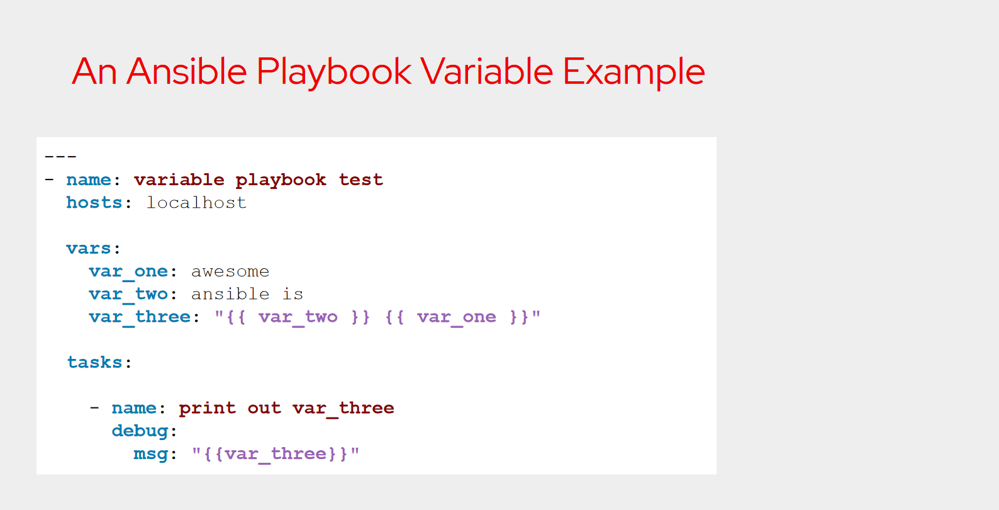 An Ansible Playbook Variable Example
---
- name: variable playbook test
  hosts: localhost

  vars:
    var_one: awesome
    var_two: ansible is
    var_three: "{{ var_two }} {{ var_one }}"

  tasks:

    - name: print out var_three
      debug:
        msg: "{{var_three}}"